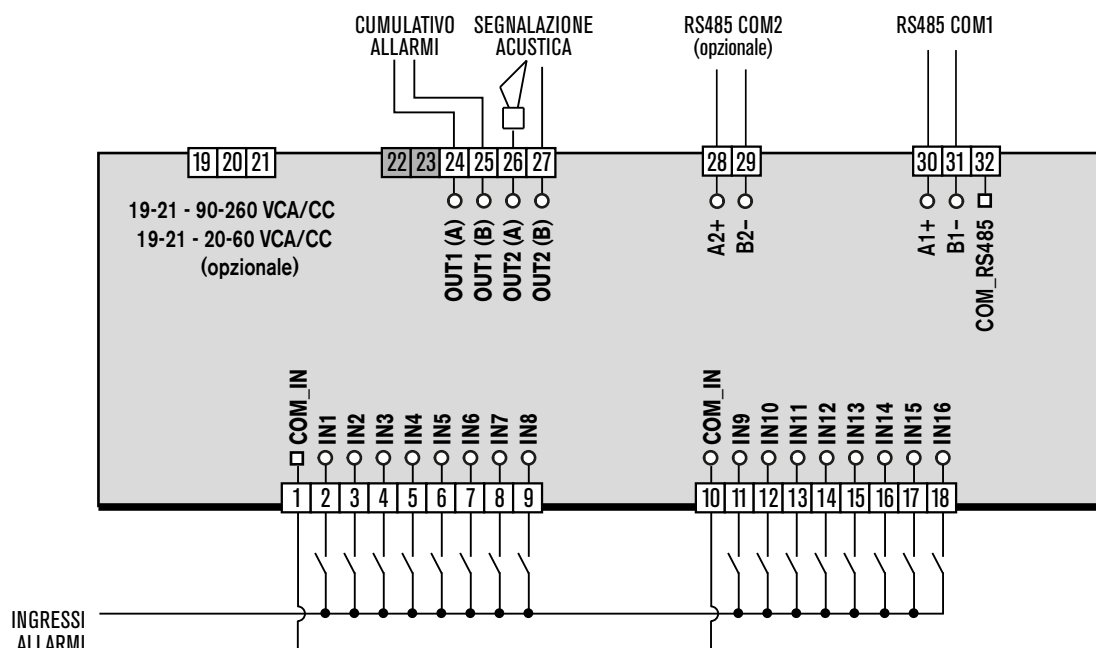 CUMULATIVO
ALLARMI
SEGNALAZIONE
ACUSTICA
RS485 COM2
(opzionale)
RS485 COM1
19 20 21
22 23 24 25 26 27
28 29
30 31 32
19-21 - 90-260 VCA/CC
19-21 - 20-60 VCA/CC
(opzionale)
OUT1 (A)
OUT1 (B)
OUT2 (A)
OUT2 (B)
A2+
B2−
A1+
B1−
COM_RS485
COM_IN
IN1
IN2
IN3
IN4
IN5
IN6
IN7
IN8
COM_IN
IN9
IN10
IN11
IN12
IN13
IN14
IN15
IN16
1 2 3 4 5 6 7 8 9
10 11 12 13 14 15 16 17 18
INGRESSI
ALLARMI